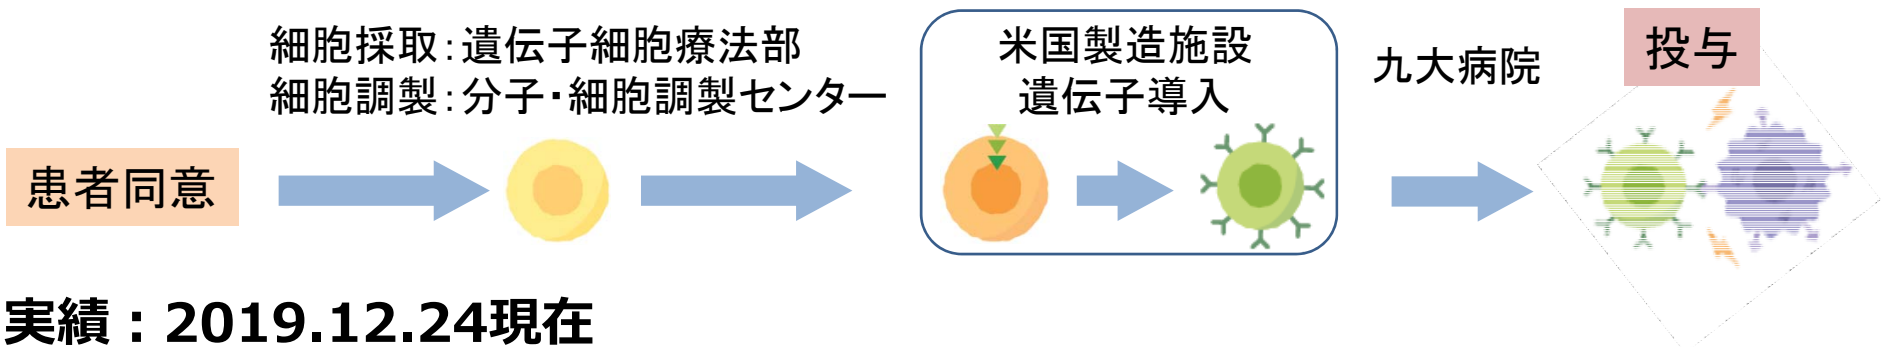 細胞採取：遺伝子細胞療法部
細胞調製：分子・細胞調製センター
米国製造施設
遺伝子導入
九大病院
投与
患者同意
実績：2019.12.24現在